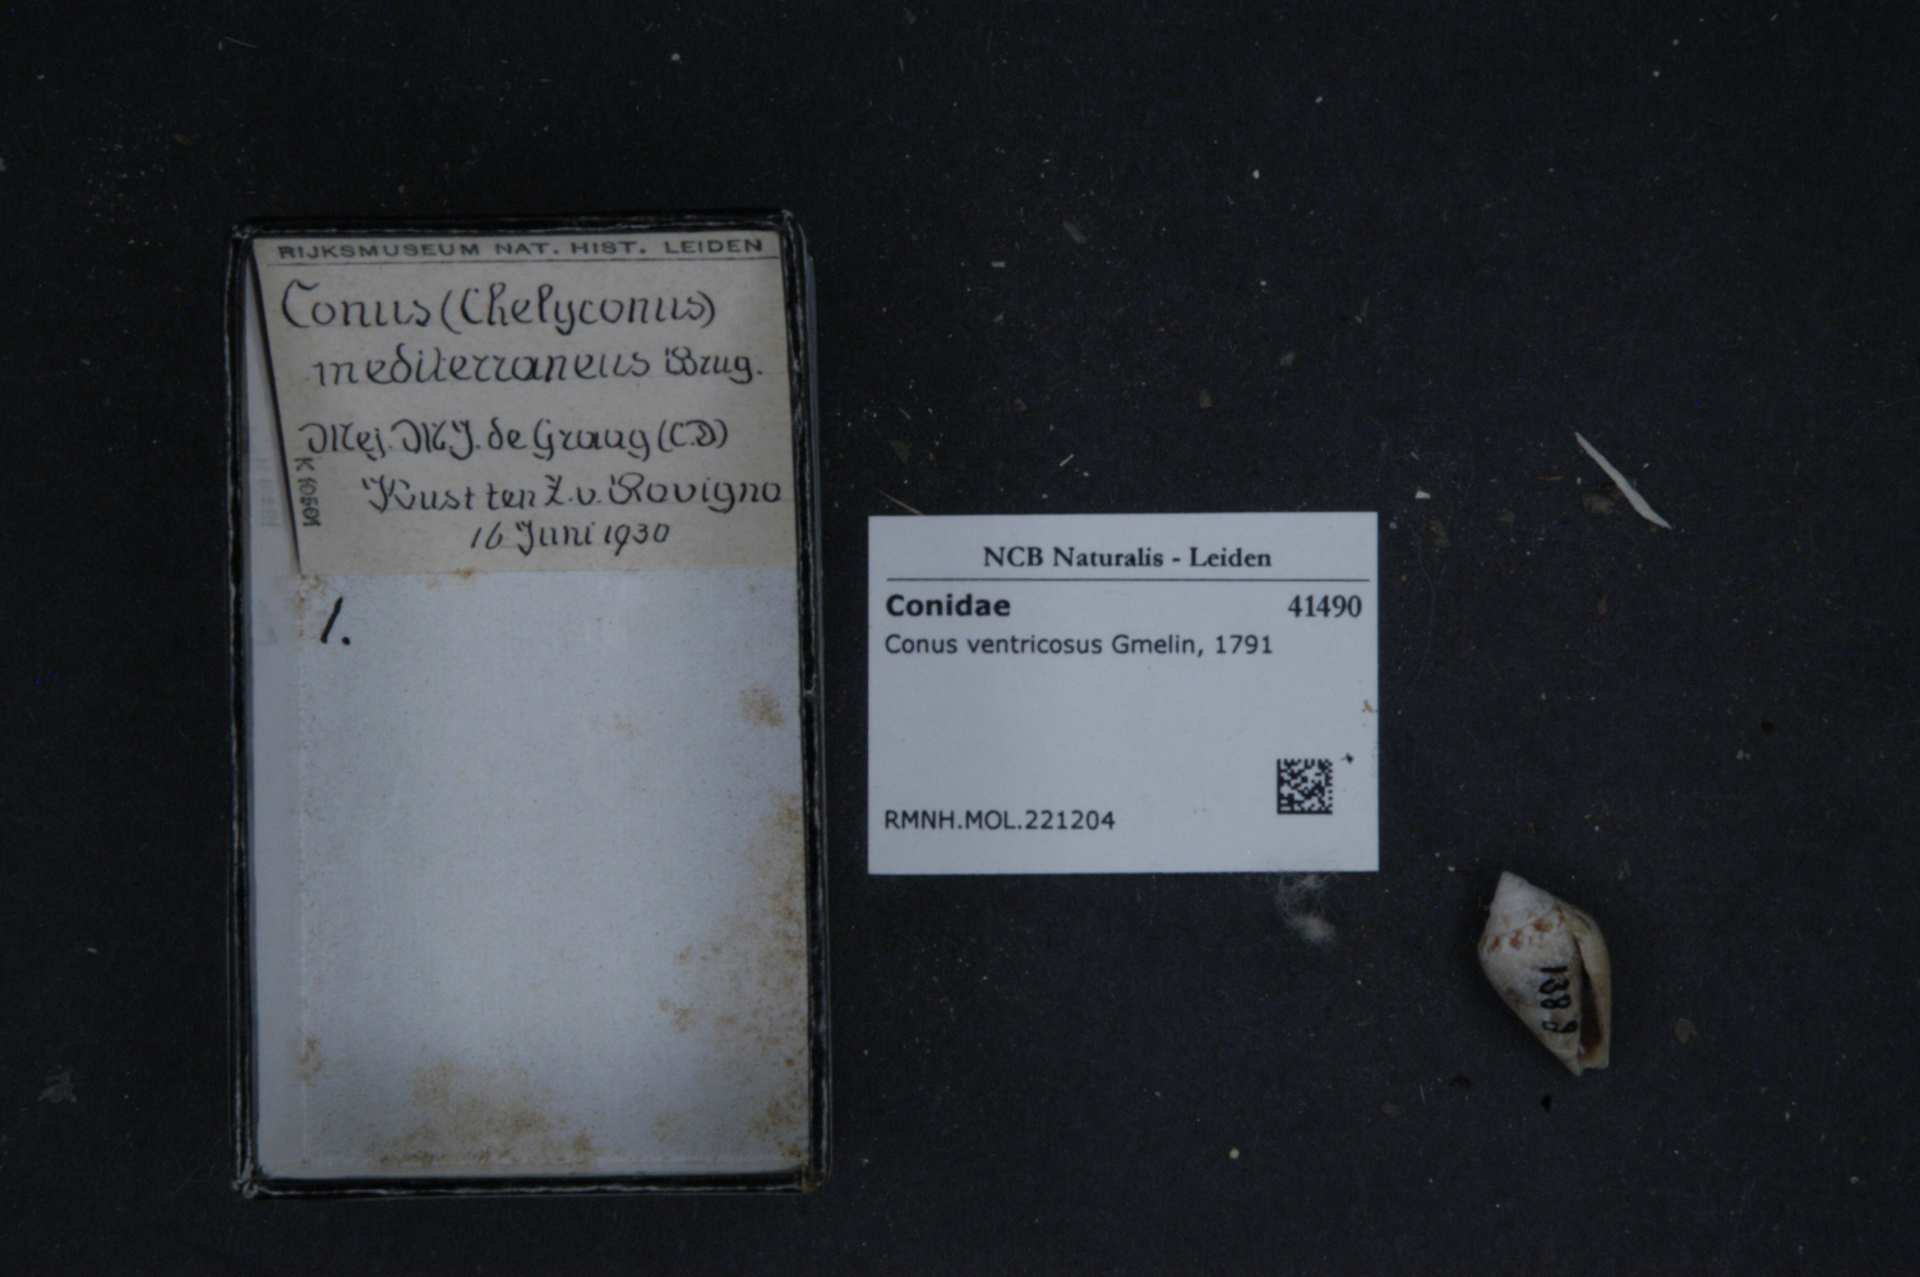 RIJKSMUSEUM NAT. HIST. LEIDEN
Conus (Chelyconus)
mediterraneus Brug.
Mej. M.J. de Graag (C.D)
Kust ten Z.v. Rovigno
16 Juni 1930
1.
NCB Naturalis - Leiden
Conidae 41490
Conus ventricosus Gmelin, 1791
RMNH.MOL.221204